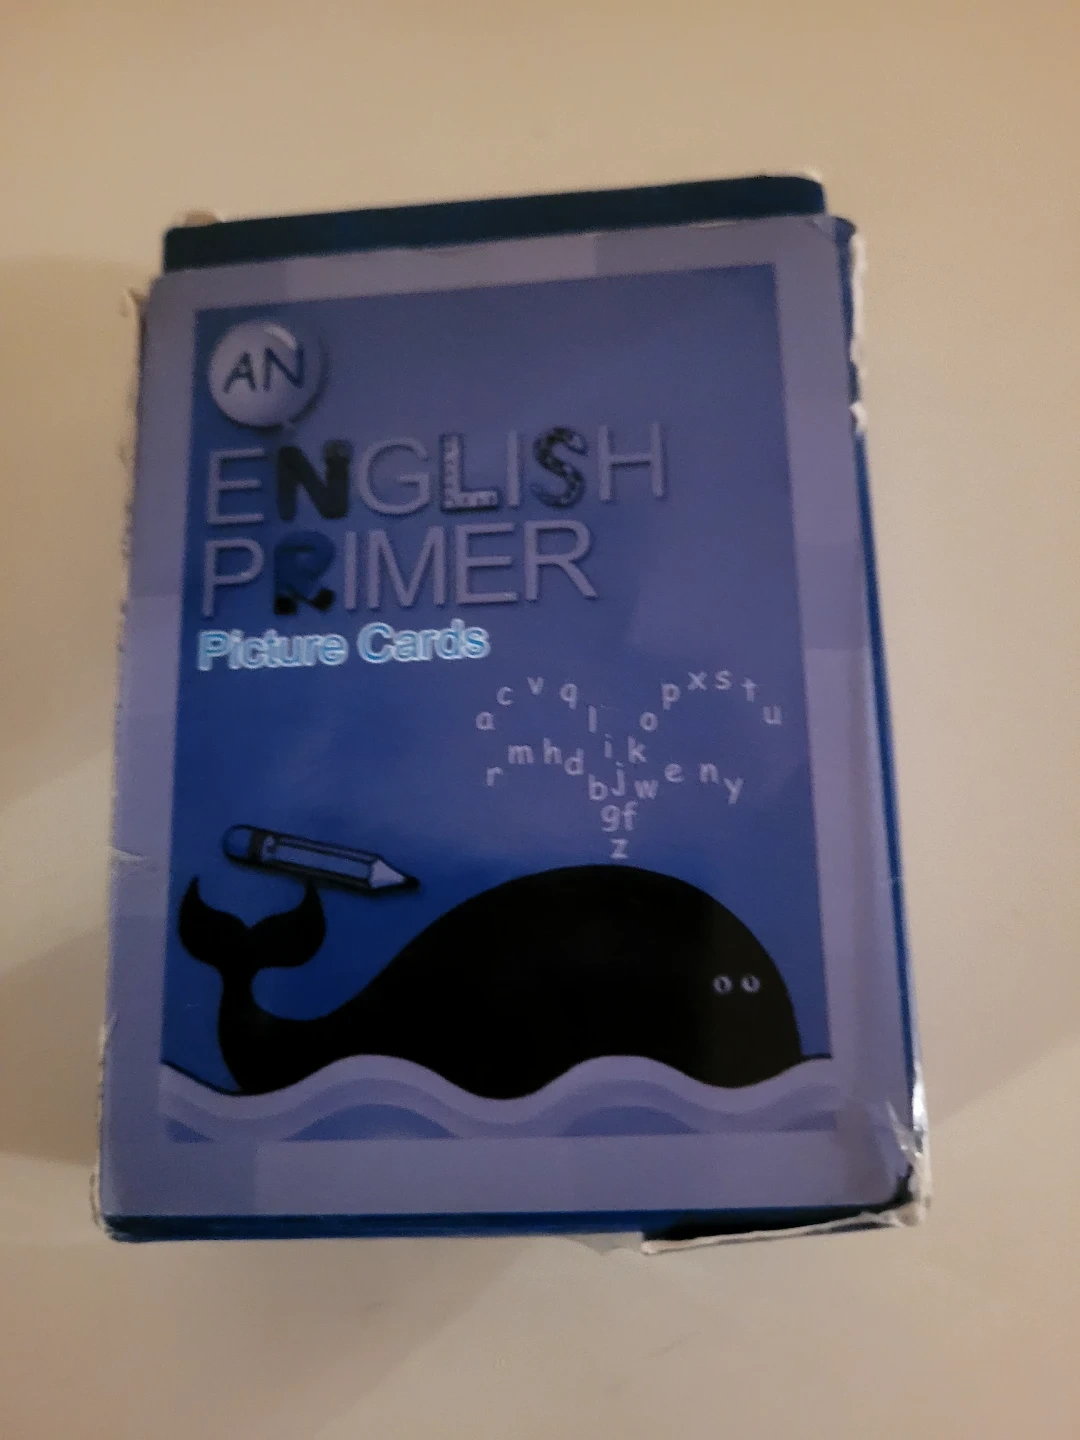 AN
ENGLISH
PRIMER
Picture Cards
a c v q l i k o p x s t u
r m h d b j w e n y
g f
z